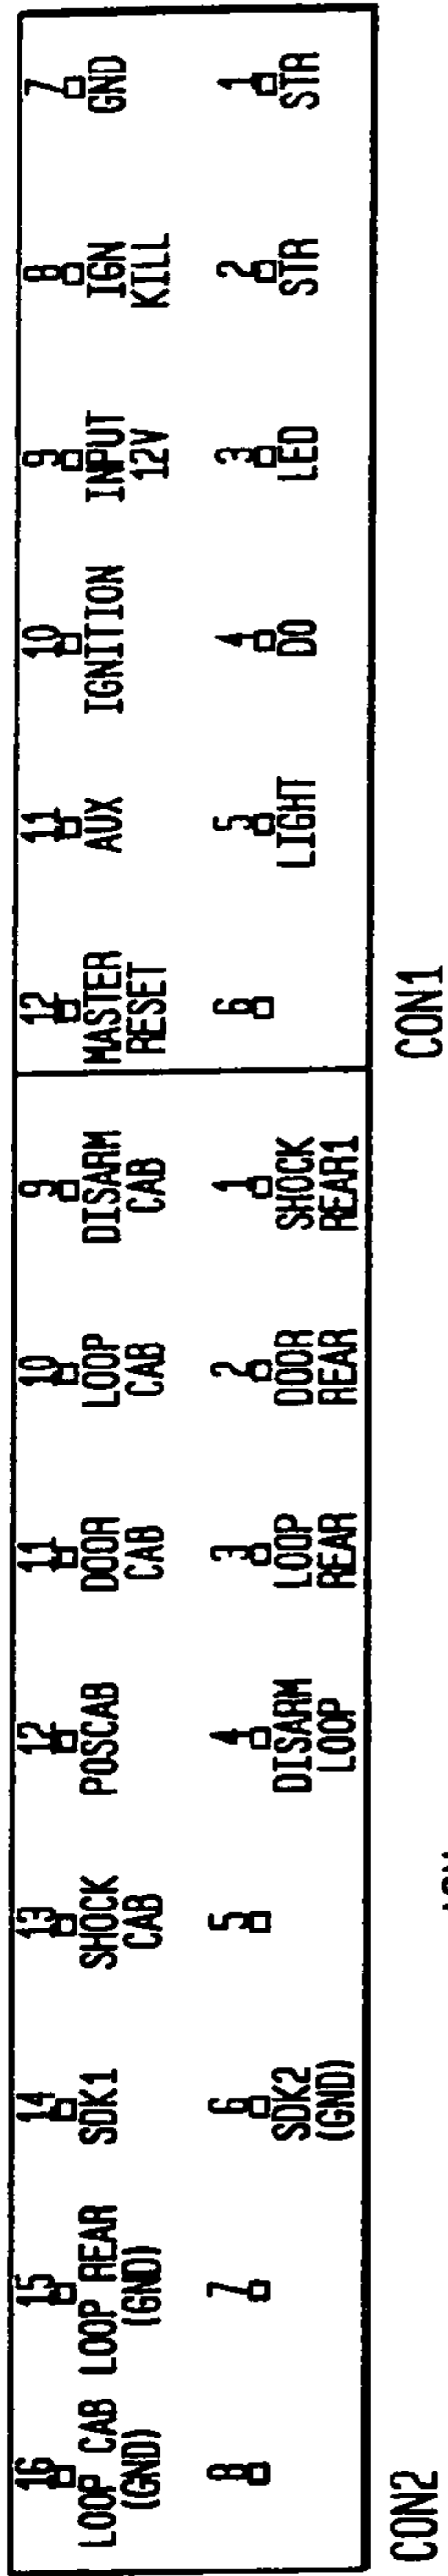 16 15 14 13 12 11 10 9 12 11 10 9 8 7
LOOP CAB LOOP REAR SDK1 SHOCK POSCAB DOOR LOOP DISARM MASTER AUX IGNITION INPUT IGN GND
(GND) (GND) CAB CAB CAB CAB RESET 12V KILL
8 7 6 5 4 3 2 1 6 5 4 3 2 1
SDK2 DISARM LOOP DOOR SHOCK LIGHT DO LED STR STR
(GND) LOOP REAR REAR REAR1
CON2 CON1